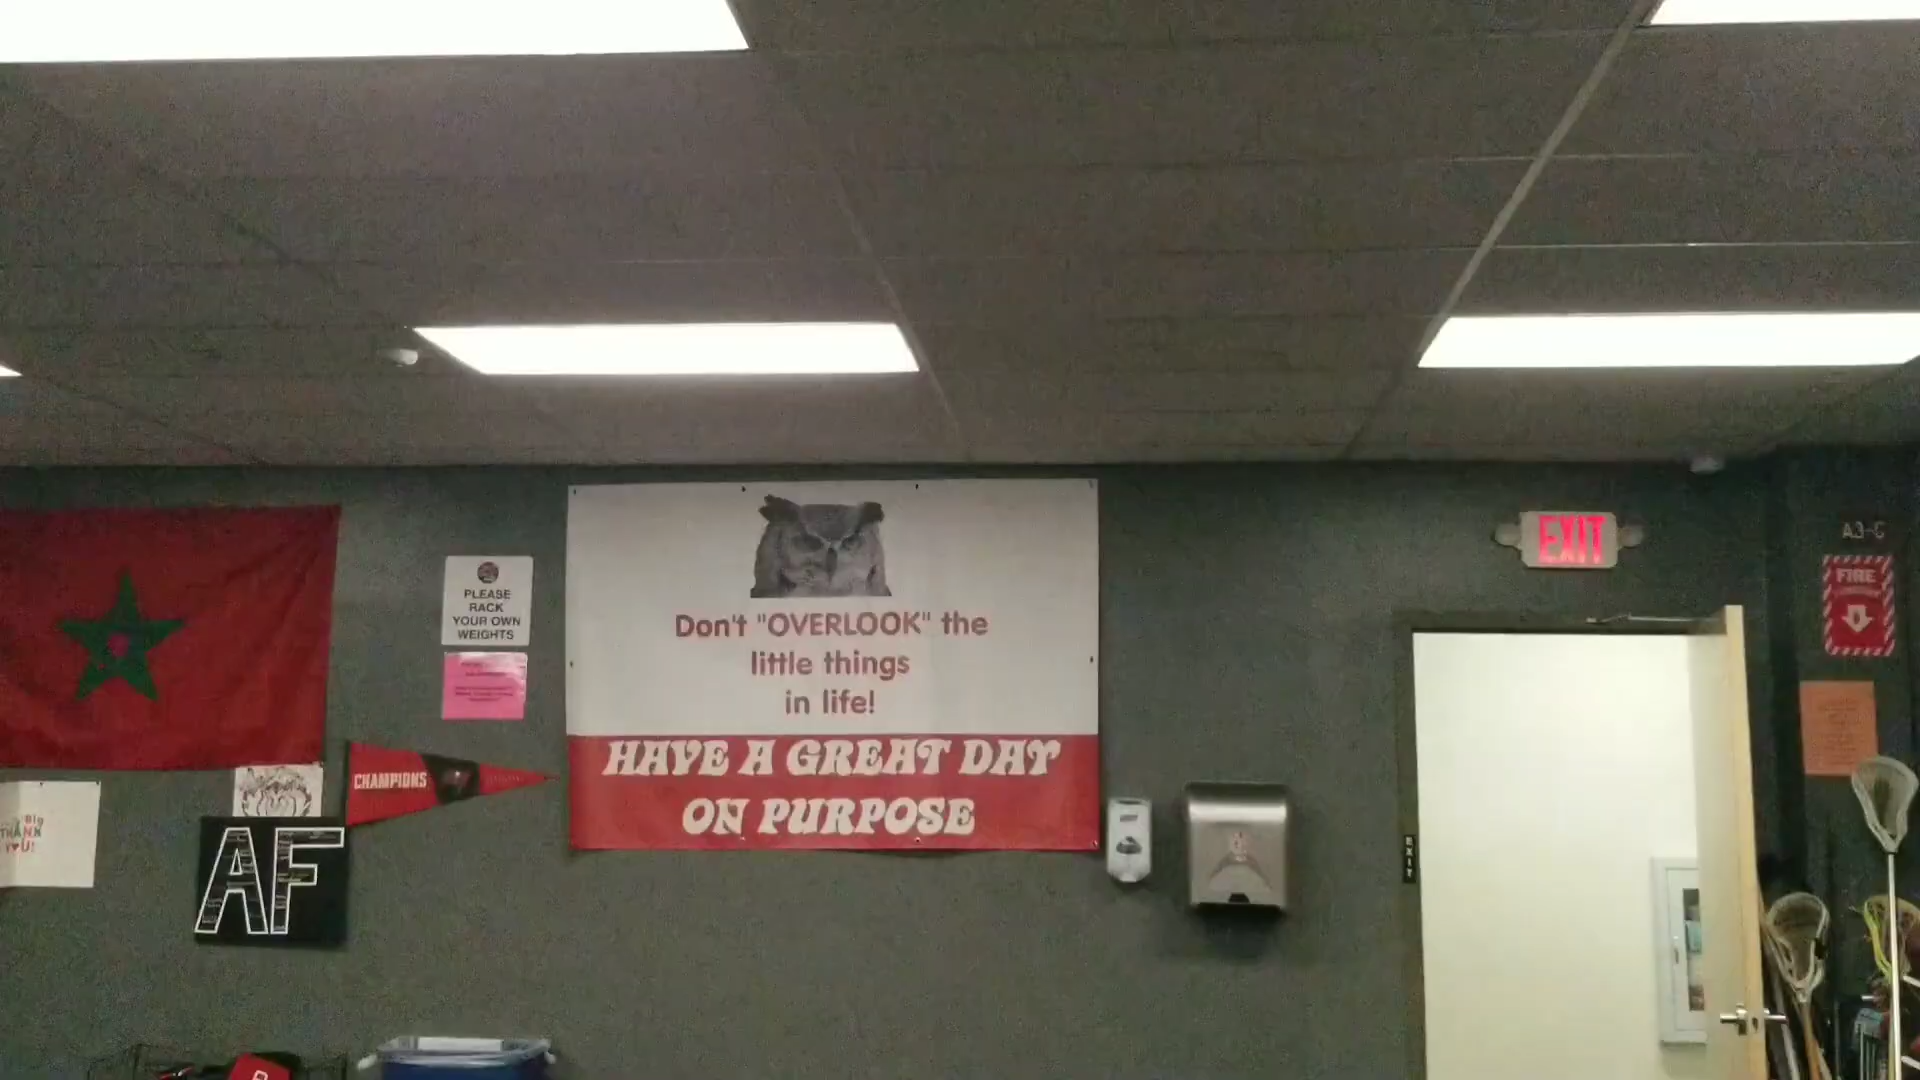 EXIT
A3-C
FIRE
PLEASE
RACK
YOUR OWN
WEIGHTS
Don't "OVERLOOK" the
little things
in life!
HAVE A GREAT DAY
ON PURPOSE
CHAMPIONS
Big
THANK
YOU!
AF
EXIT